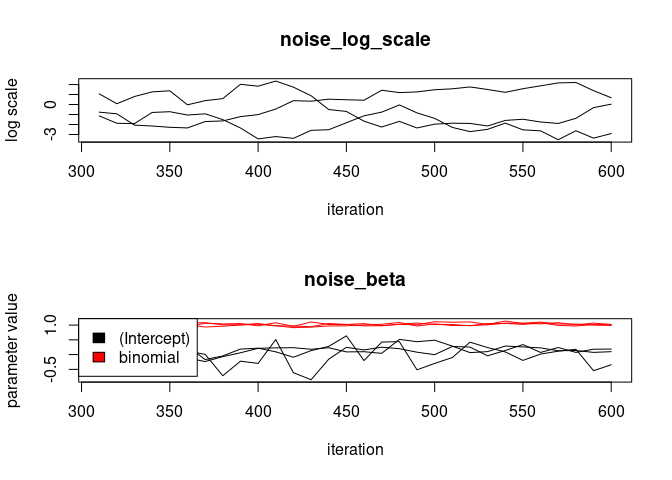 noise_log_scale
log scale
0
-3
300 350 400 450 500 550 600
iteration
noise_beta
parameter value
1.0
-0.5
(Intercept)
binomial
300 350 400 450 500 550 600
iteration